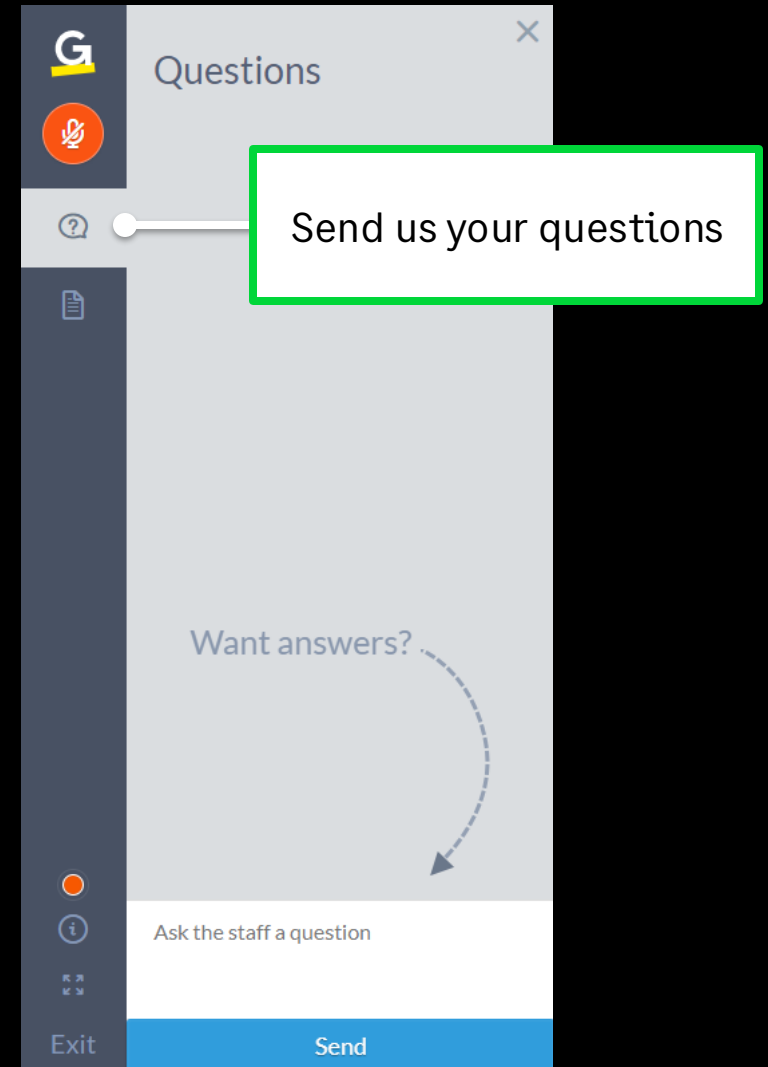 G
Questions
Send us your questions
Want answers?
Ask the staff a question
Exit
Send